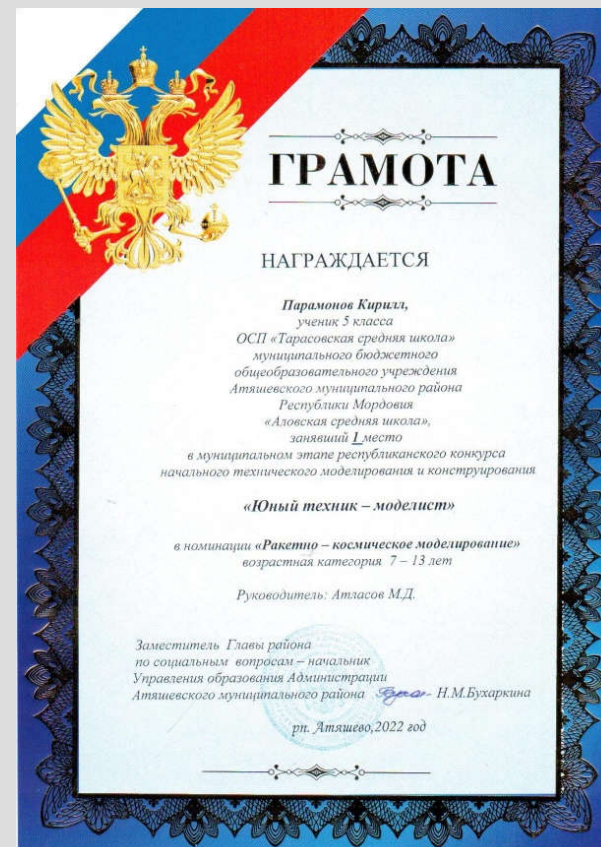 ГРАМОТА
НАГРАЖДАЕТСЯ
Парамонов Кирилл,
ученик 5 класса
ОСП «Тарасовская средняя школа»
муниципального бюджетного
общеобразовательного учреждения
Атяшевского муниципального района
Республики Мордовия
«Аловская средняя школа»,
занявший I место
в муниципальном этапе республиканского конкурса
начального технического моделирования и конструирования
«Юный техник – моделист»
в номинации «Ракетно – космическое моделирование»
возрастная категория 7 – 13 лет
Руководитель: Атласов М.Д.
Заместитель Главы района
по социальным вопросам – начальник
Управления образования Администрации
Атяшевского муниципального района Н.М.Бухаркина
рп. Атяшево,2022 год